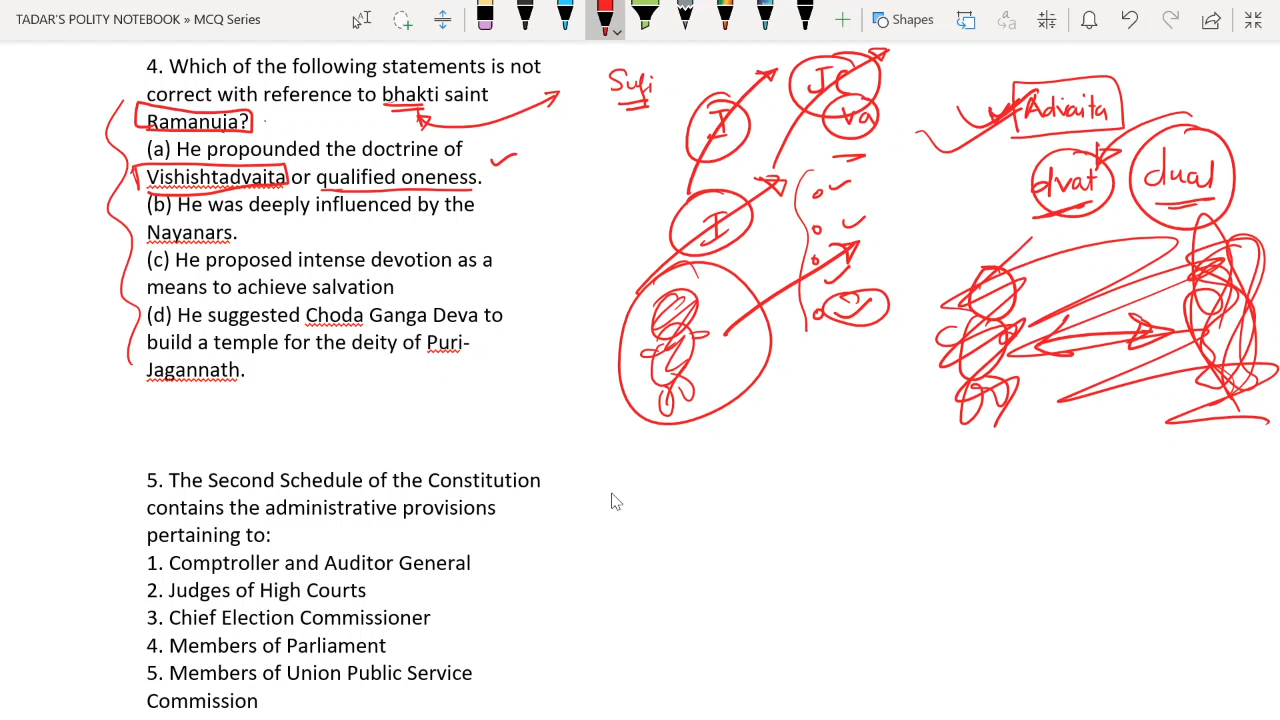 TADAR'S POLITY NOTEBOOK » MCQ Series
Shapes
4. Which of the following statements is not
correct with reference to bhakti saint
Ramanuja?
(a) He propounded the doctrine of
Vishishtadvaita or qualified oneness.
(b) He was deeply influenced by the
Nayanars.
(c) He proposed intense devotion as a
means to achieve salvation
(d) He suggested Choda Ganga Deva to
build a temple for the deity of Puri-
Jagannath.
Sufi
I
I
va
Advaita
dvat
dual
5. The Second Schedule of the Constitution
contains the administrative provisions
pertaining to:
1. Comptroller and Auditor General
2. Judges of High Courts
3. Chief Election Commissioner
4. Members of Parliament
5. Members of Union Public Service
Commission